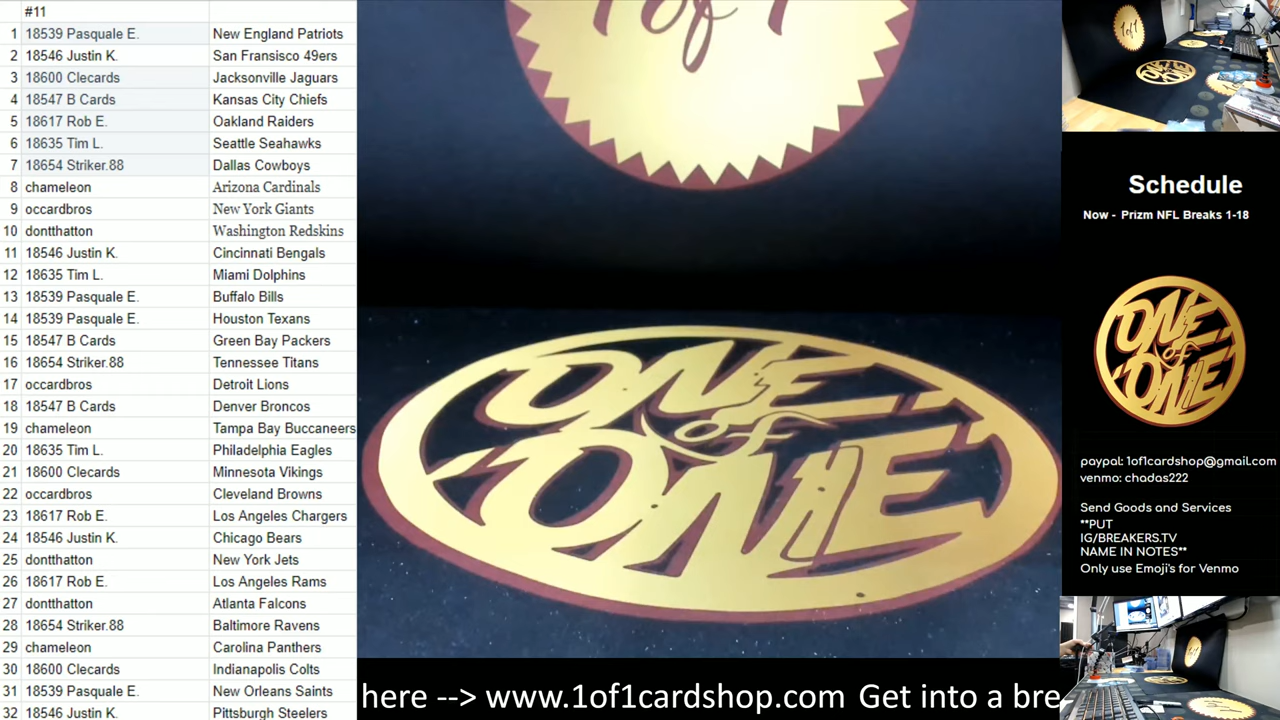 #11
1 18539 Pasquale E. New England Patriots
2 18546 Justin K. San Fransisco 49ers
3 18600 Clecards Jacksonville Jaguars
4 18547 B Cards Kansas City Chiefs
5 18617 Rob E. Oakland Raiders
6 18635 Tim L. Seattle Seahawks
7 18654 Striker.88 Dallas Cowboys
8 chameleon Arizona Cardinals
9 occardbros New York Giants
10 dontthatton Washington Redskins
11 18546 Justin K. Cincinnati Bengals
12 18635 Tim L. Miami Dolphins
13 18539 Pasquale E. Buffalo Bills
14 18539 Pasquale E. Houston Texans
15 18547 B Cards Green Bay Packers
16 18654 Striker.88 Tennessee Titans
17 occardbros Detroit Lions
18 18547 B Cards Denver Broncos
19 chameleon Tampa Bay Buccaneers
20 18635 Tim L. Philadelphia Eagles
21 18600 Clecards Minnesota Vikings
22 occardbros Cleveland Browns
23 18617 Rob E. Los Angeles Chargers
24 18546 Justin K. Chicago Bears
25 dontthatton New York Jets
26 18617 Rob E. Los Angeles Rams
27 dontthatton Atlanta Falcons
28 18654 Striker.88 Baltimore Ravens
29 chameleon Carolina Panthers
30 18600 Clecards Indianapolis Colts
31 18539 Pasquale E. New Orleans Saints
32 18546 Justin K. Pittsburgh Steelers
1 of 1
ONE
of
ONE
here --> www.1of1cardshop.com Get into a bre
1 of 1
ONE
of
ONE
Schedule
Now - Prizm NFL Breaks 1-18
ONE
of
ONE
paypal: 1of1cardshop@gmail.com
venmo: chadas222
Send Goods and Services
**PUT
IG/BREAKERS.TV
NAME IN NOTES**
Only use Emoji's for Venmo